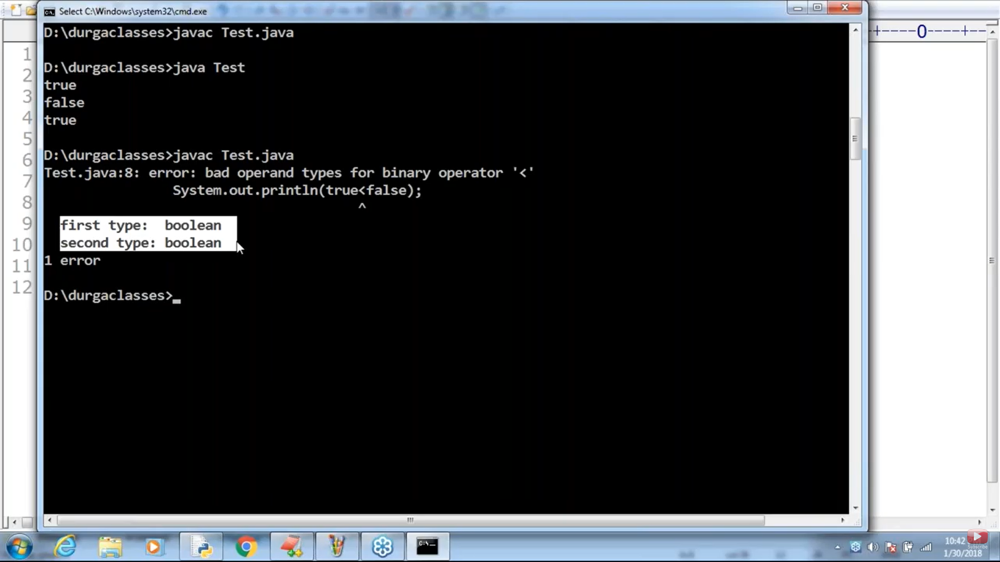 Select C:\Windows\system32\cmd.exe
D:\durgaclasses>javac Test.java
D:\durgaclasses>java Test
true
false
true
D:\durgaclasses>javac Test.java
Test.java:8: error: bad operand types for binary operator '<'
System.out.println(true<false);
^
first type:  boolean
second type: boolean
1 error
D:\durgaclasses>_
-+----0----+--
1
2
3
4
5
6
7
8
9
10
11
12
10:42
Subscribe
1/30/2018